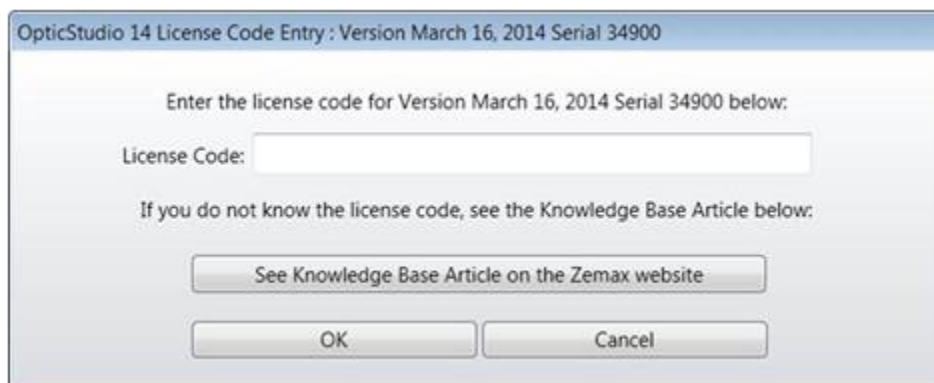 OpticStudio 14 License Code Entry : Version March 16, 2014 Serial 34900
Enter the license code for Version March 16, 2014 Serial 34900 below:
License Code:
If you do not know the license code, see the Knowledge Base Article below:
See Knowledge Base Article on the Zemax website
OK Cancel